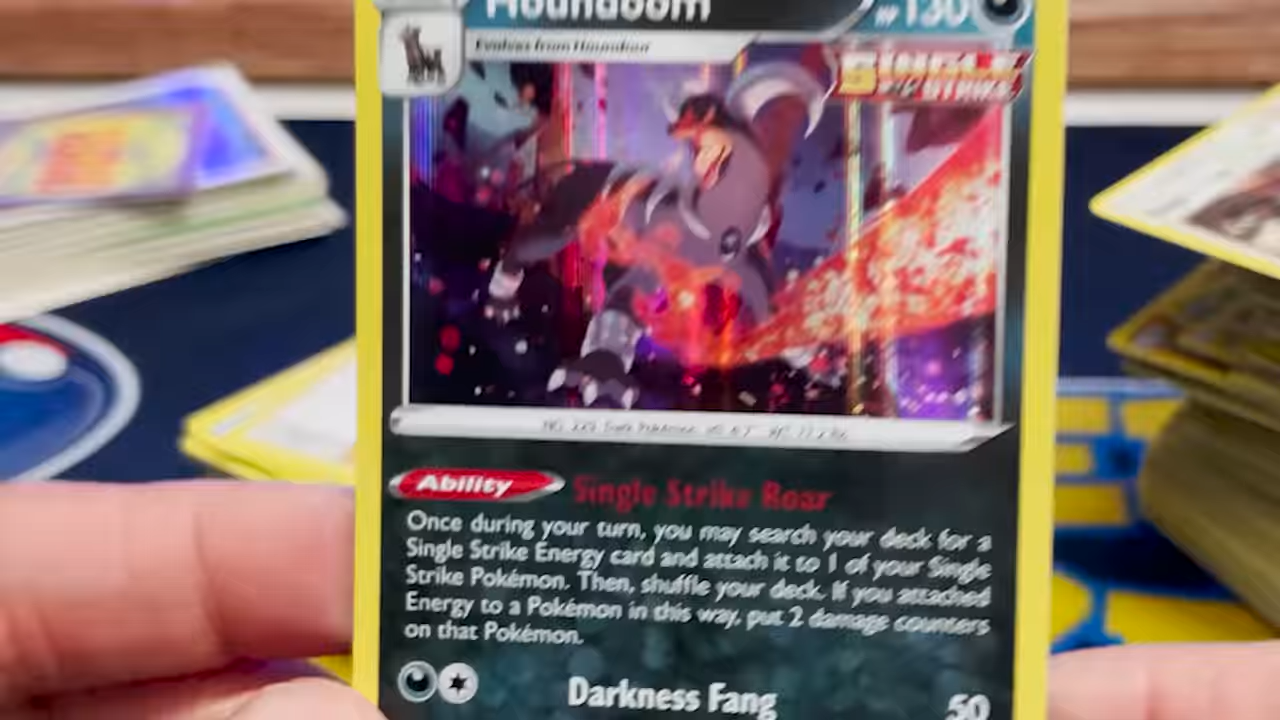 Houndoom HP 130
Evolves from Houndour
SINGLE
STRIKE
Ability Single Strike Roar
Once during your turn, you may search your deck for a
Single Strike Energy card and attach it to 1 of your Single
Strike Pokémon. Then, shuffle your deck. If you attached
Energy to a Pokémon in this way, put 2 damage counters
on that Pokémon.
Darkness Fang 50